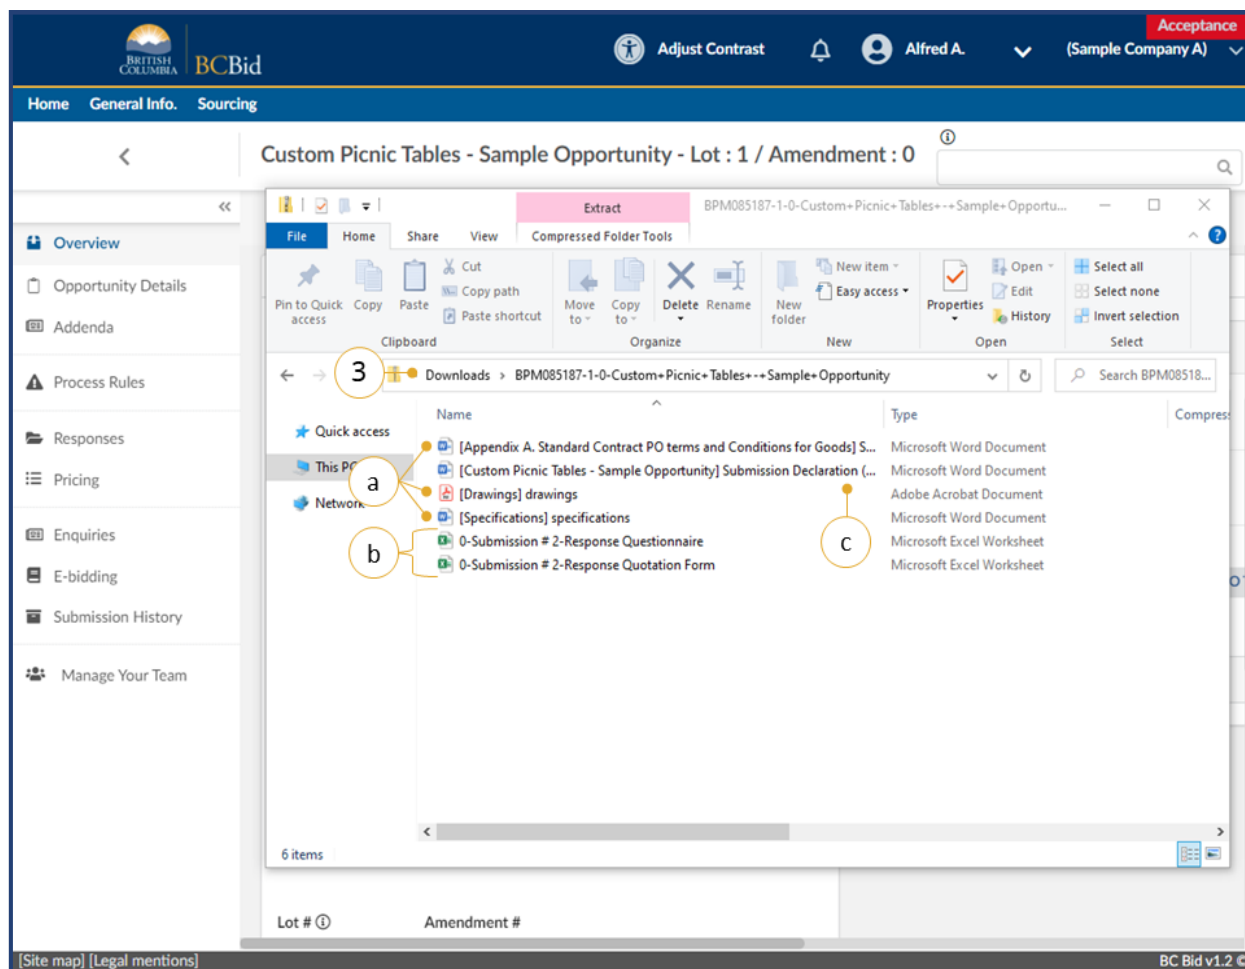 Acceptance
BRITISH COLUMBIA BCBid
Adjust Contrast
Alfred A.
(Sample Company A)
Home General Info. Sourcing
Custom Picnic Tables - Sample Opportunity - Lot : 1 / Amendment : 0
Overview
Opportunity Details
Addenda
Process Rules
Responses
Pricing
Enquiries
E-bidding
Submission History
Manage Your Team
Extract
BPM085187-1-0-Custom+Picnic+Tables+-+Sample+Opportu...
File Home Share View Compressed Folder Tools
Pin to Quick access
Copy
Paste
Cut
Copy path
Paste shortcut
Clipboard
Move to
Copy to
Delete
Rename
Organize
New folder
New item
Easy access
New
Properties
Open
Edit
History
Open
Select all
Select none
Invert selection
Select
3
Downloads > BPM085187-1-0-Custom+Picnic+Tables+-+Sample+Opportunity
Search BPM08518...
Quick access
This PC
Network
Name Type Compress
[Appendix A. Standard Contract PO terms and Conditions for Goods] S... Microsoft Word Document
[Custom Picnic Tables - Sample Opportunity] Submission Declaration (... Microsoft Word Document
[Drawings] drawings Adobe Acrobat Document
[Specifications] specifications Microsoft Word Document
0-Submission # 2-Response Questionnaire Microsoft Excel Worksheet
0-Submission # 2-Response Quotation Form Microsoft Excel Worksheet
a
b
c
6 items
Lot # Amendment #
[Site map] [Legal mentions]
BC Bid v1.2 ©